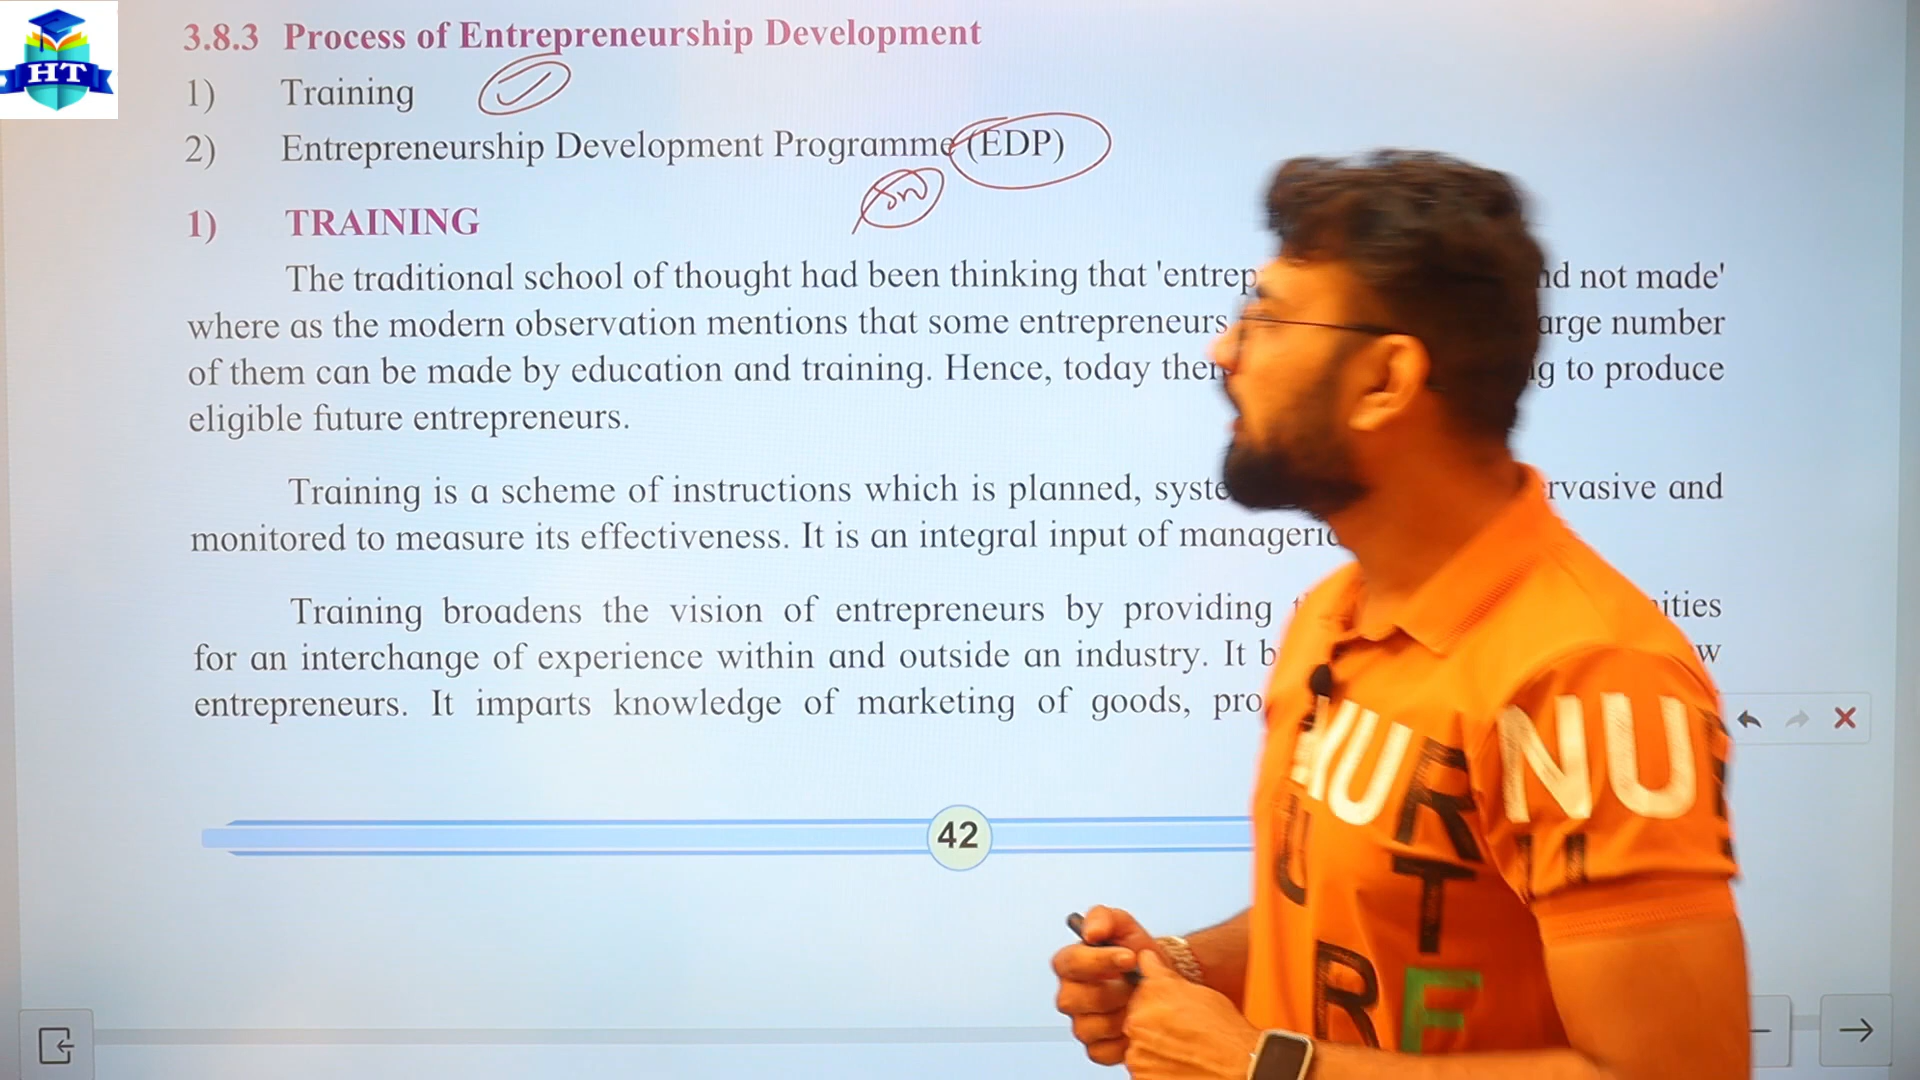 HT
3.8.3 Process of Entrepreneurship Development
1) Training
2) Entrepreneurship Development Programme (EDP)
1) TRAINING
The traditional school of thought had been thinking that 'entrep nd not made'
where as the modern observation mentions that some entrepreneurs arge number
of them can be made by education and training. Hence, today ng to produce
eligible future entrepreneurs.
Training is a scheme of instructions which is planned, syste rvasive and
monitored to measure its effectiveness. It is an integral input of
Training broadens the vision of entrepreneurs by providing ities
for an interchange of experience within and outside an industry. It w
entrepreneurs. It imparts knowledge of marketing of goods, pro
42
NU
NUR
U
T
R
E